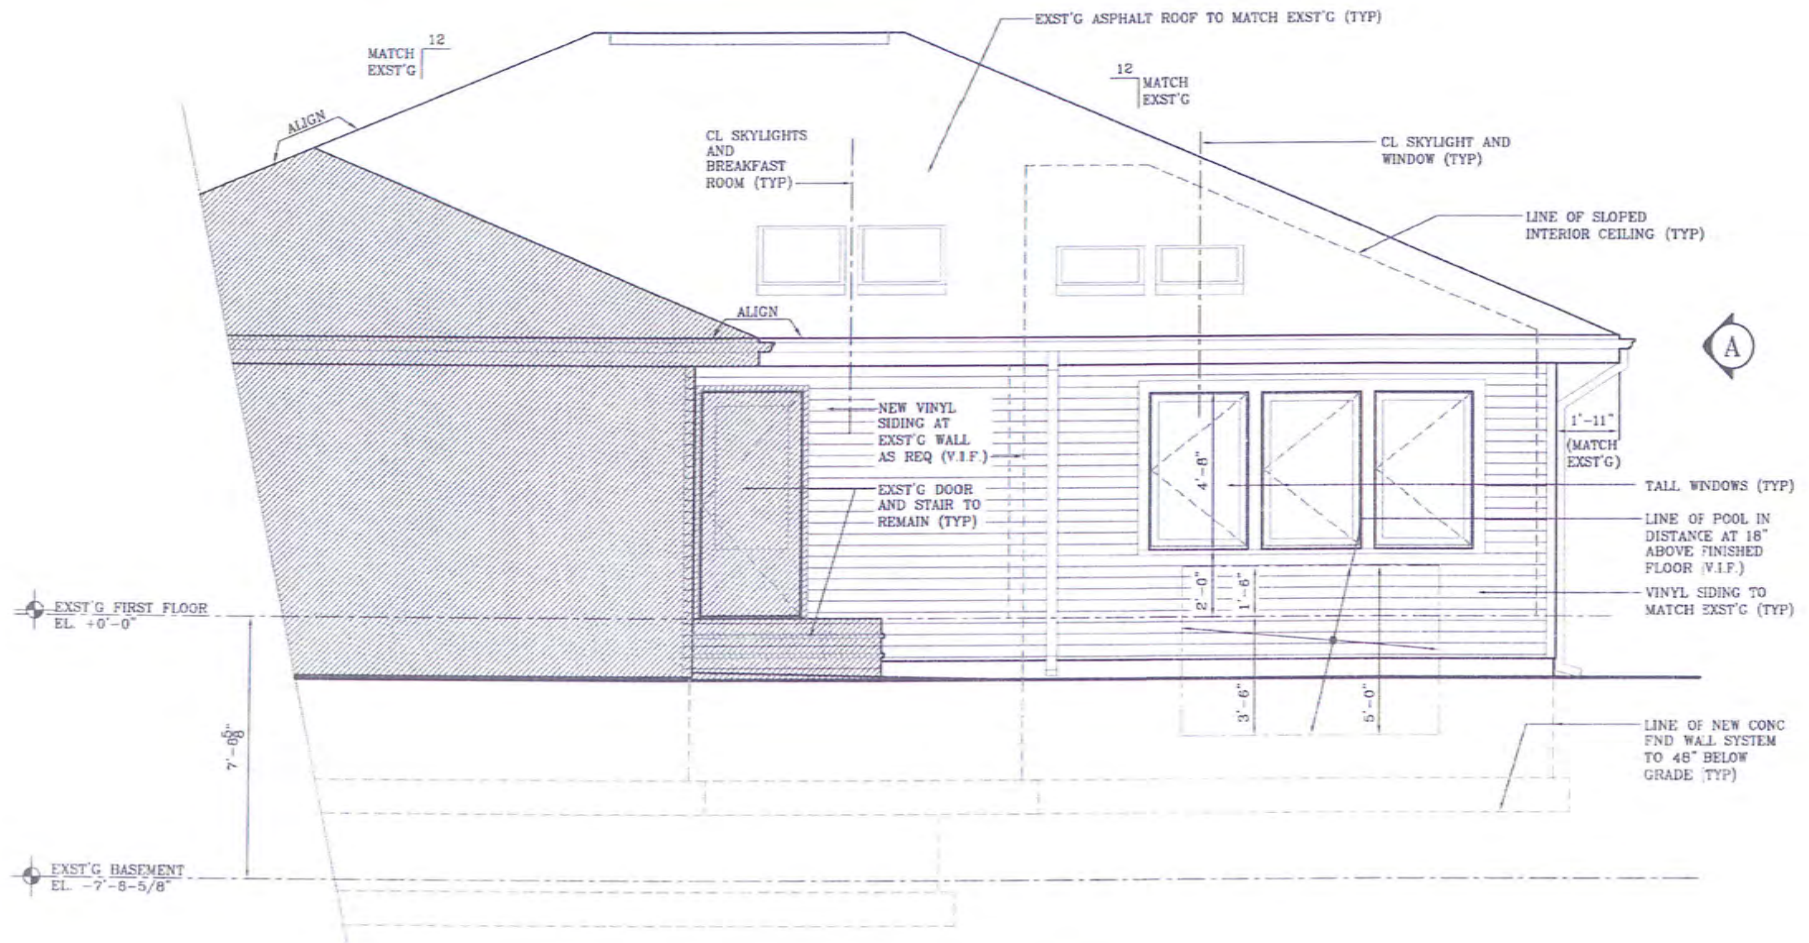 EXST'G ASPHALT ROOF TO MATCH EXST'G (TYP)
12
MATCH
EXST'G
12
MATCH
EXST'G
ALIGN
CL SKYLIGHTS
AND
BREAKFAST
ROOM (TYP)
CL SKYLIGHT AND
WINDOW (TYP)
LINE OF SLOPED
INTERIOR CEILING (TYP)
ALIGN
A
NEW VINYL
SIDING AT
EXST'G WALL
AS REQ (V.I.F.)
1'-11"
(MATCH
EXST'G)
4'-8"
EXST'G DOOR
AND STAIR TO
REMAIN (TYP)
TALL WINDOWS (TYP)
LINE OF POOL IN
DISTANCE AT 18"
ABOVE FINISHED
FLOOR (V.I.F.)
2'-0"
1'-6"
VINYL SIDING TO
MATCH EXST'G (TYP)
EXST'G FIRST FLOOR
EL. +0'-0"
3'-6"
5'-0"
LINE OF NEW CONC
FND WALL SYSTEM
TO 48" BELOW
GRADE (TYP)
EXST'G BASEMENT
EL. -7'-8-5/8"